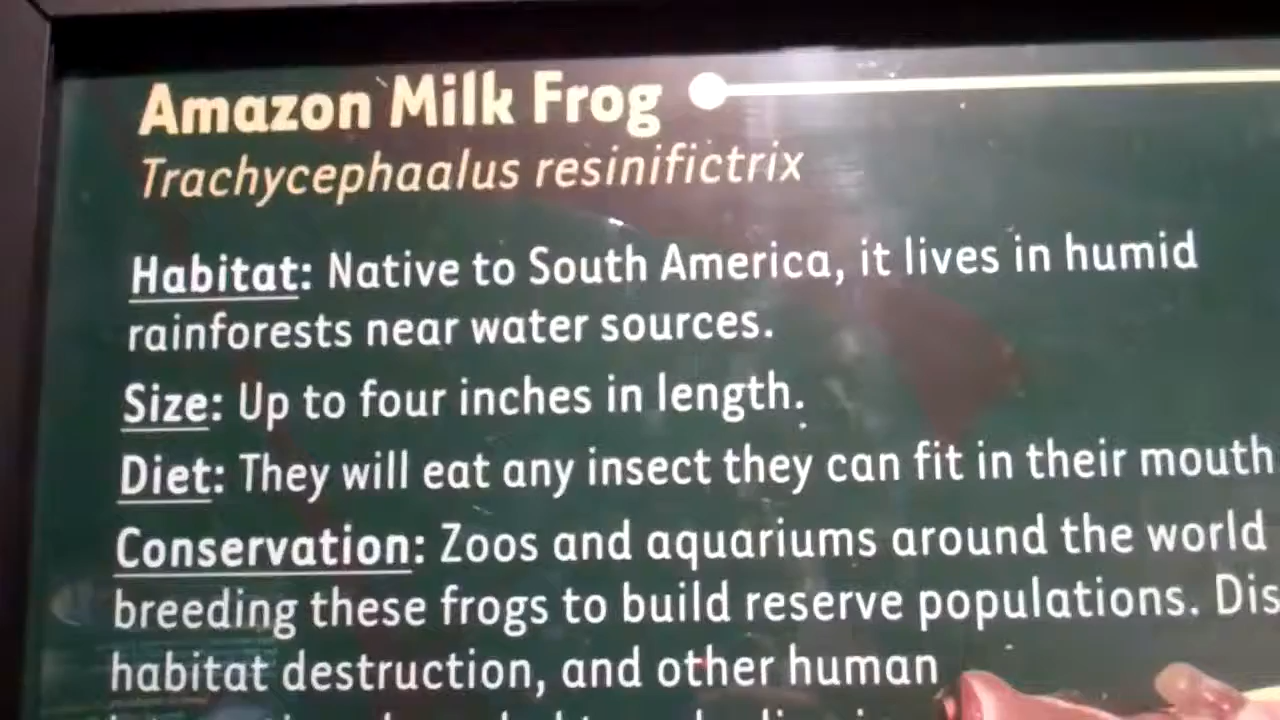 Amazon Milk Frog
Trachycephaalus resinifictrix
Habitat: Native to South America, it lives in humid
rainforests near water sources.
Size: Up to four inches in length.
Diet: They will eat any insect they can fit in their mouth
Conservation: Zoos and aquariums around the world
breeding these frogs to build reserve populations. Dis
habitat destruction, and other human